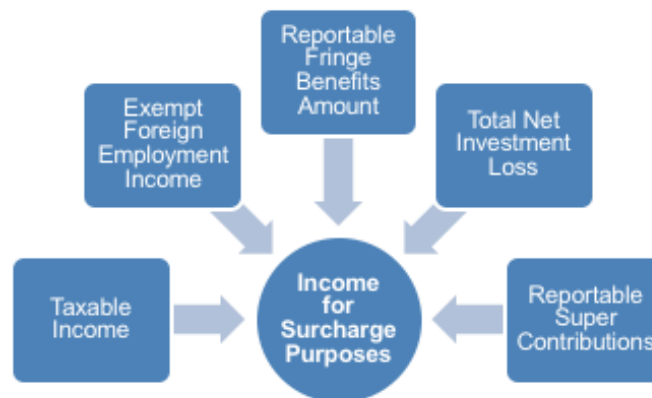 Reportable
Fringe
Benefits
Amount
Exempt
Foreign
Employment
Income
Total Net
Investment
Loss
Taxable
Income
Income
for
Surcharge
Purposes
Reportable
Super
Contributions